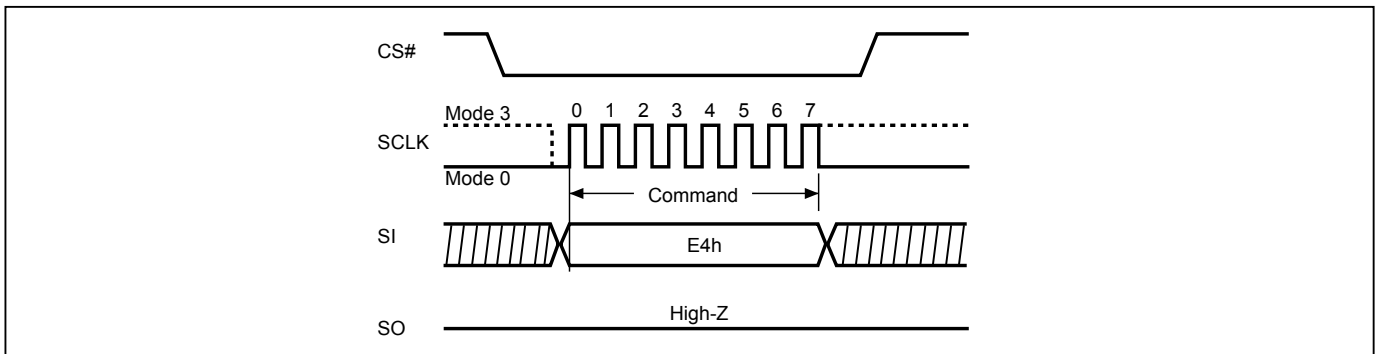 CS#
Mode 3
0 1 2 3 4 5 6 7
SCLK
Mode 0
Command
SI
E4h
High-Z
SO